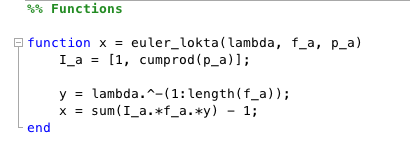 %% Functions
function x = euler_lokta(lambda, f_a, p_a)
I_a = [1, cumprod(p_a)];
y = lambda.^-(1:length(f_a));
x = sum(I_a.*f_a.*y) - 1;
end